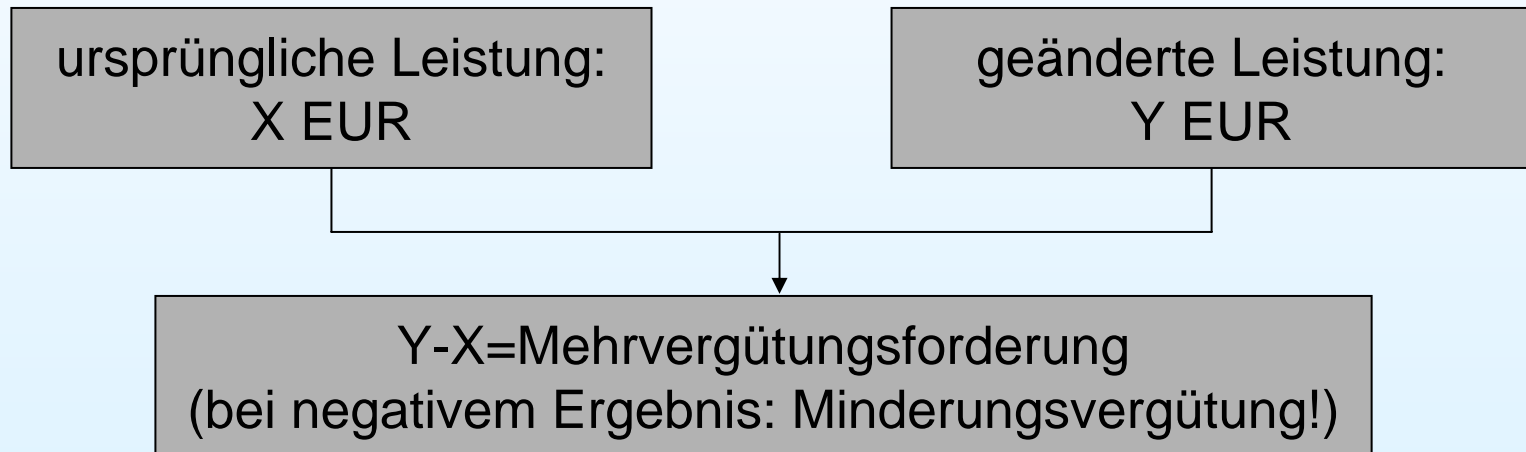 ursprüngliche Leistung:
X EUR
geänderte Leistung:
Y EUR
Y-X=Mehrvergütungsforderung
(bei negativem Ergebnis: Minderungsvergütung!)